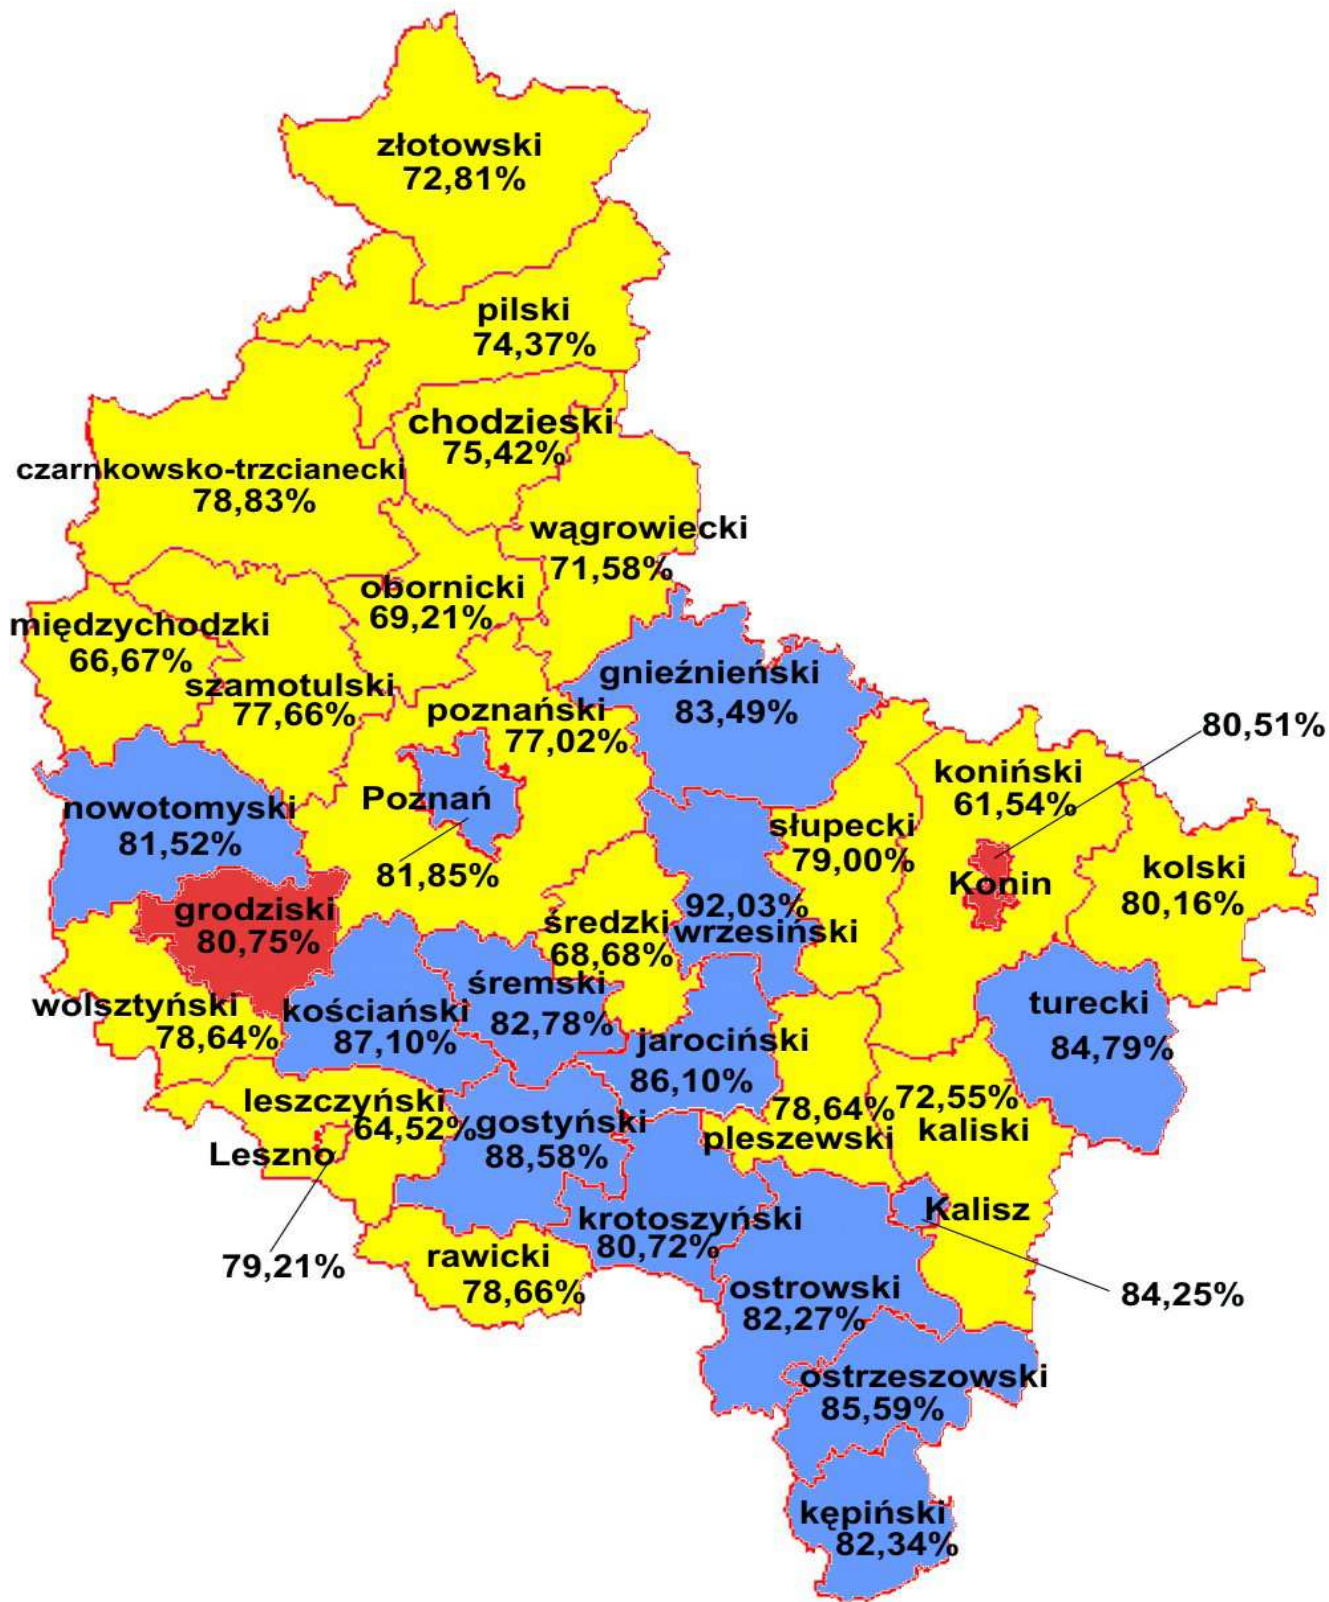 złotowski
72,81%
pilski
74,37%
chodzieski
75,42%
czarnkowsko-trzcianecki
78,83%
wągrowiecki
71,58%
obornicki
69,21%
międzychodzki
66,67%
szamotulski
77,66%
poznański
77,02%
gnieźnieński
83,49%
80,51%
koniński
61,54%
nowotomyski
81,52%
Poznań
81,85%
słupecki
79,00%
Konin
kolski
80,16%
grodziski
80,75%
średzki
68,68%
92,03%
wrzesiński
wolsztyński
78,64%
kościański
87,10%
śremski
82,78%
jarociński
86,10%
turecki
84,79%
leszczyński
64,52%
Leszno
79,21%
gostyński
88,58%
78,64%
pleszewski
72,55%
kaliski
Kalisz
84,25%
krotoszyński
80,72%
rawicki
78,66%
ostrowski
82,27%
ostrzeszowski
85,59%
kępiński
82,34%